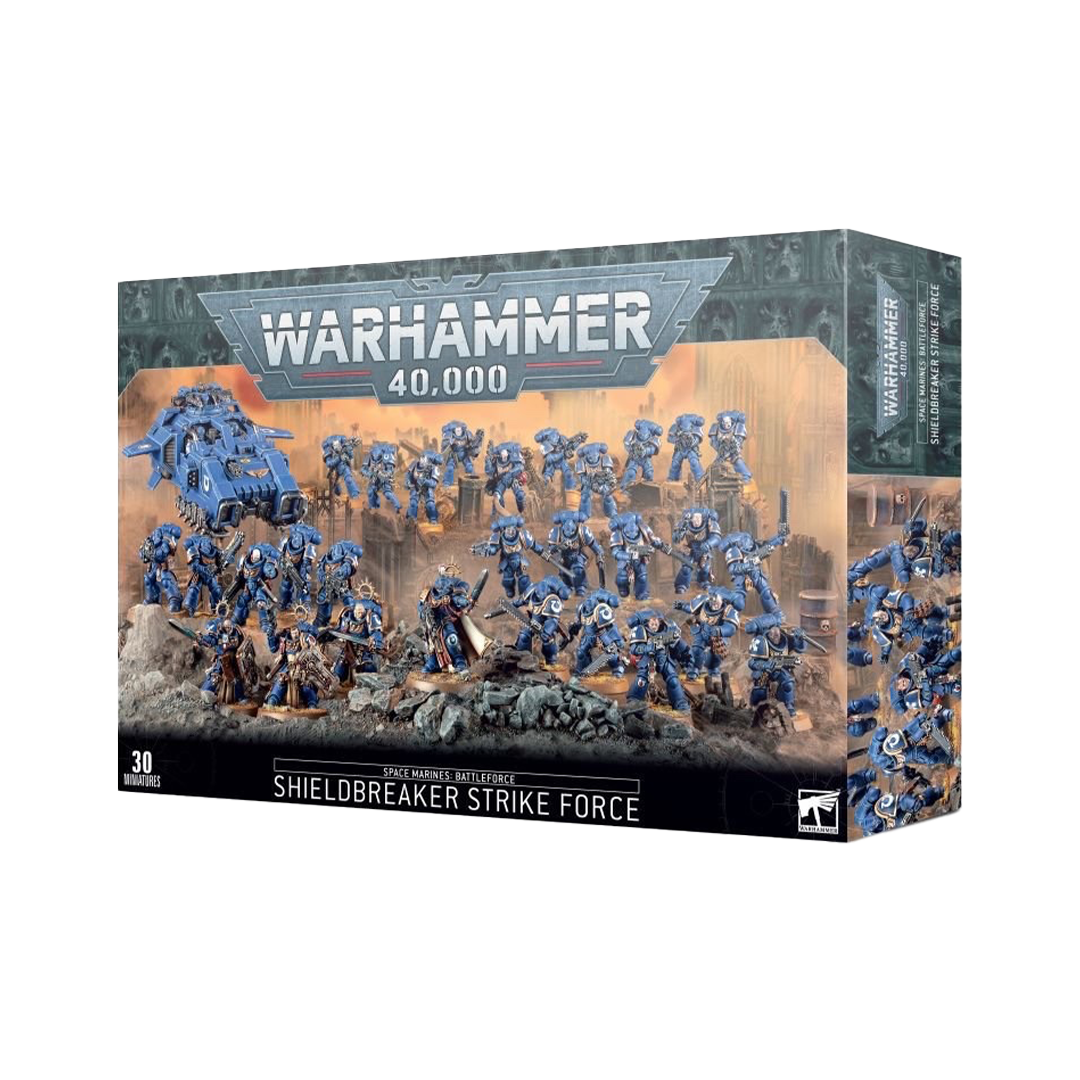 WARHAMMER
40,000
30
MINIATURES
SPACE MARINES: BATTLEFORCE
SHIELDBREAKER STRIKE FORCE
WARHAMMER
WARHAMMER
40,000
SPACE MARINES: BATTLEFORCE
SHIELDBREAKER STRIKE FORCE